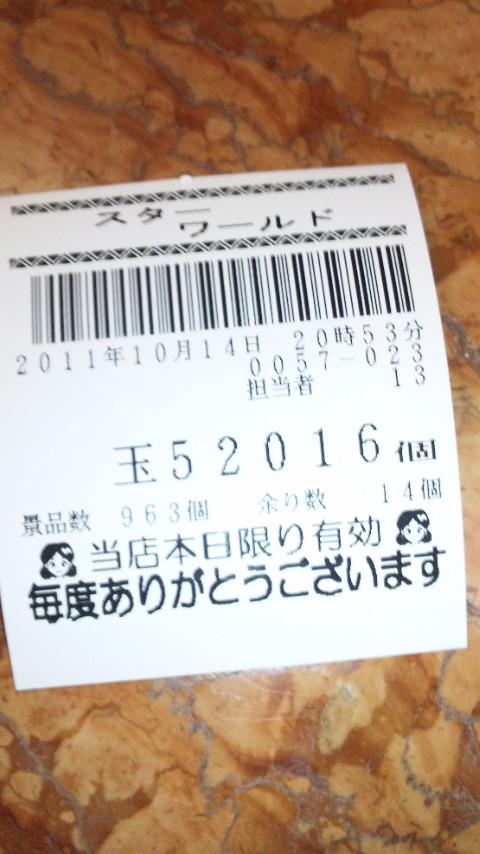 スター
ワールド
2011年10月14日 20時53分
0057-023
担当者 13
玉52016個
景品数 963個 余り数 14個
当店本日限り有効
毎度ありがとうございます